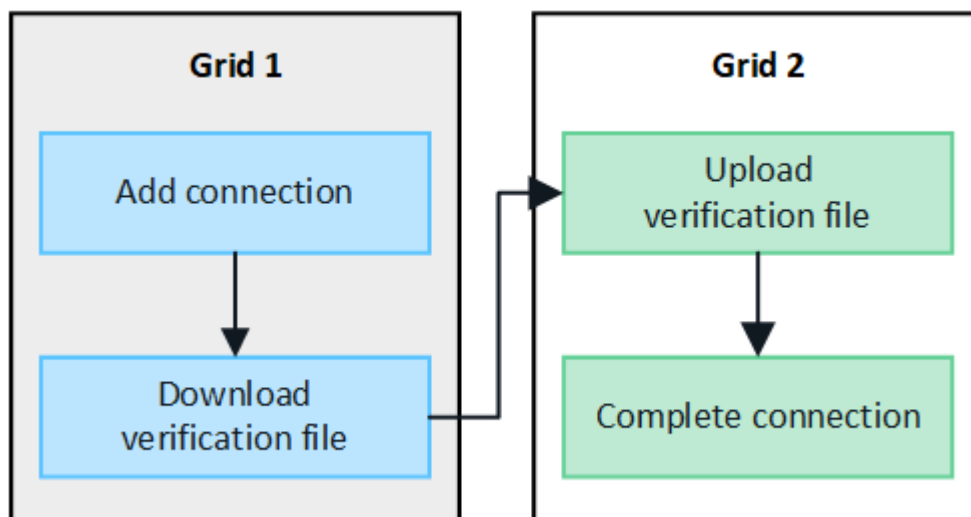 Grid 1
Add connection
Download
verification file
Grid 2
Upload
verification file
Complete connection